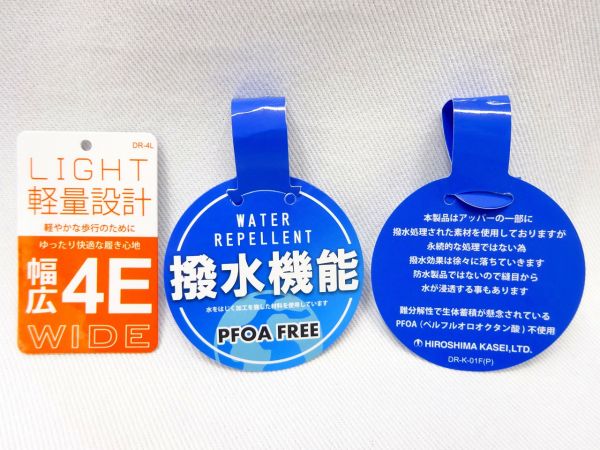 DR-4L
LIGHT
軽量設計
軽やかな歩行のために
ゆったり快適な履き心地
幅広 4E
WIDE
WATER
REPELLENT
撥水機能
水をはじく加工を施した材料を使用しています
PFOA FREE
本製品はアッパーの一部に
撥水処理された素材を使用しておりますが
永続的な処理ではない為
撥水効果は徐々に落ちていきます
防水製品ではないので縫目から
水が浸透する事もあります
難分解性で生体蓄積が懸念されている
PFOA (ペルフルオロオクタン酸) 不使用
HIROSHIMA KASEI,LTD.
DR-K-01F(P)